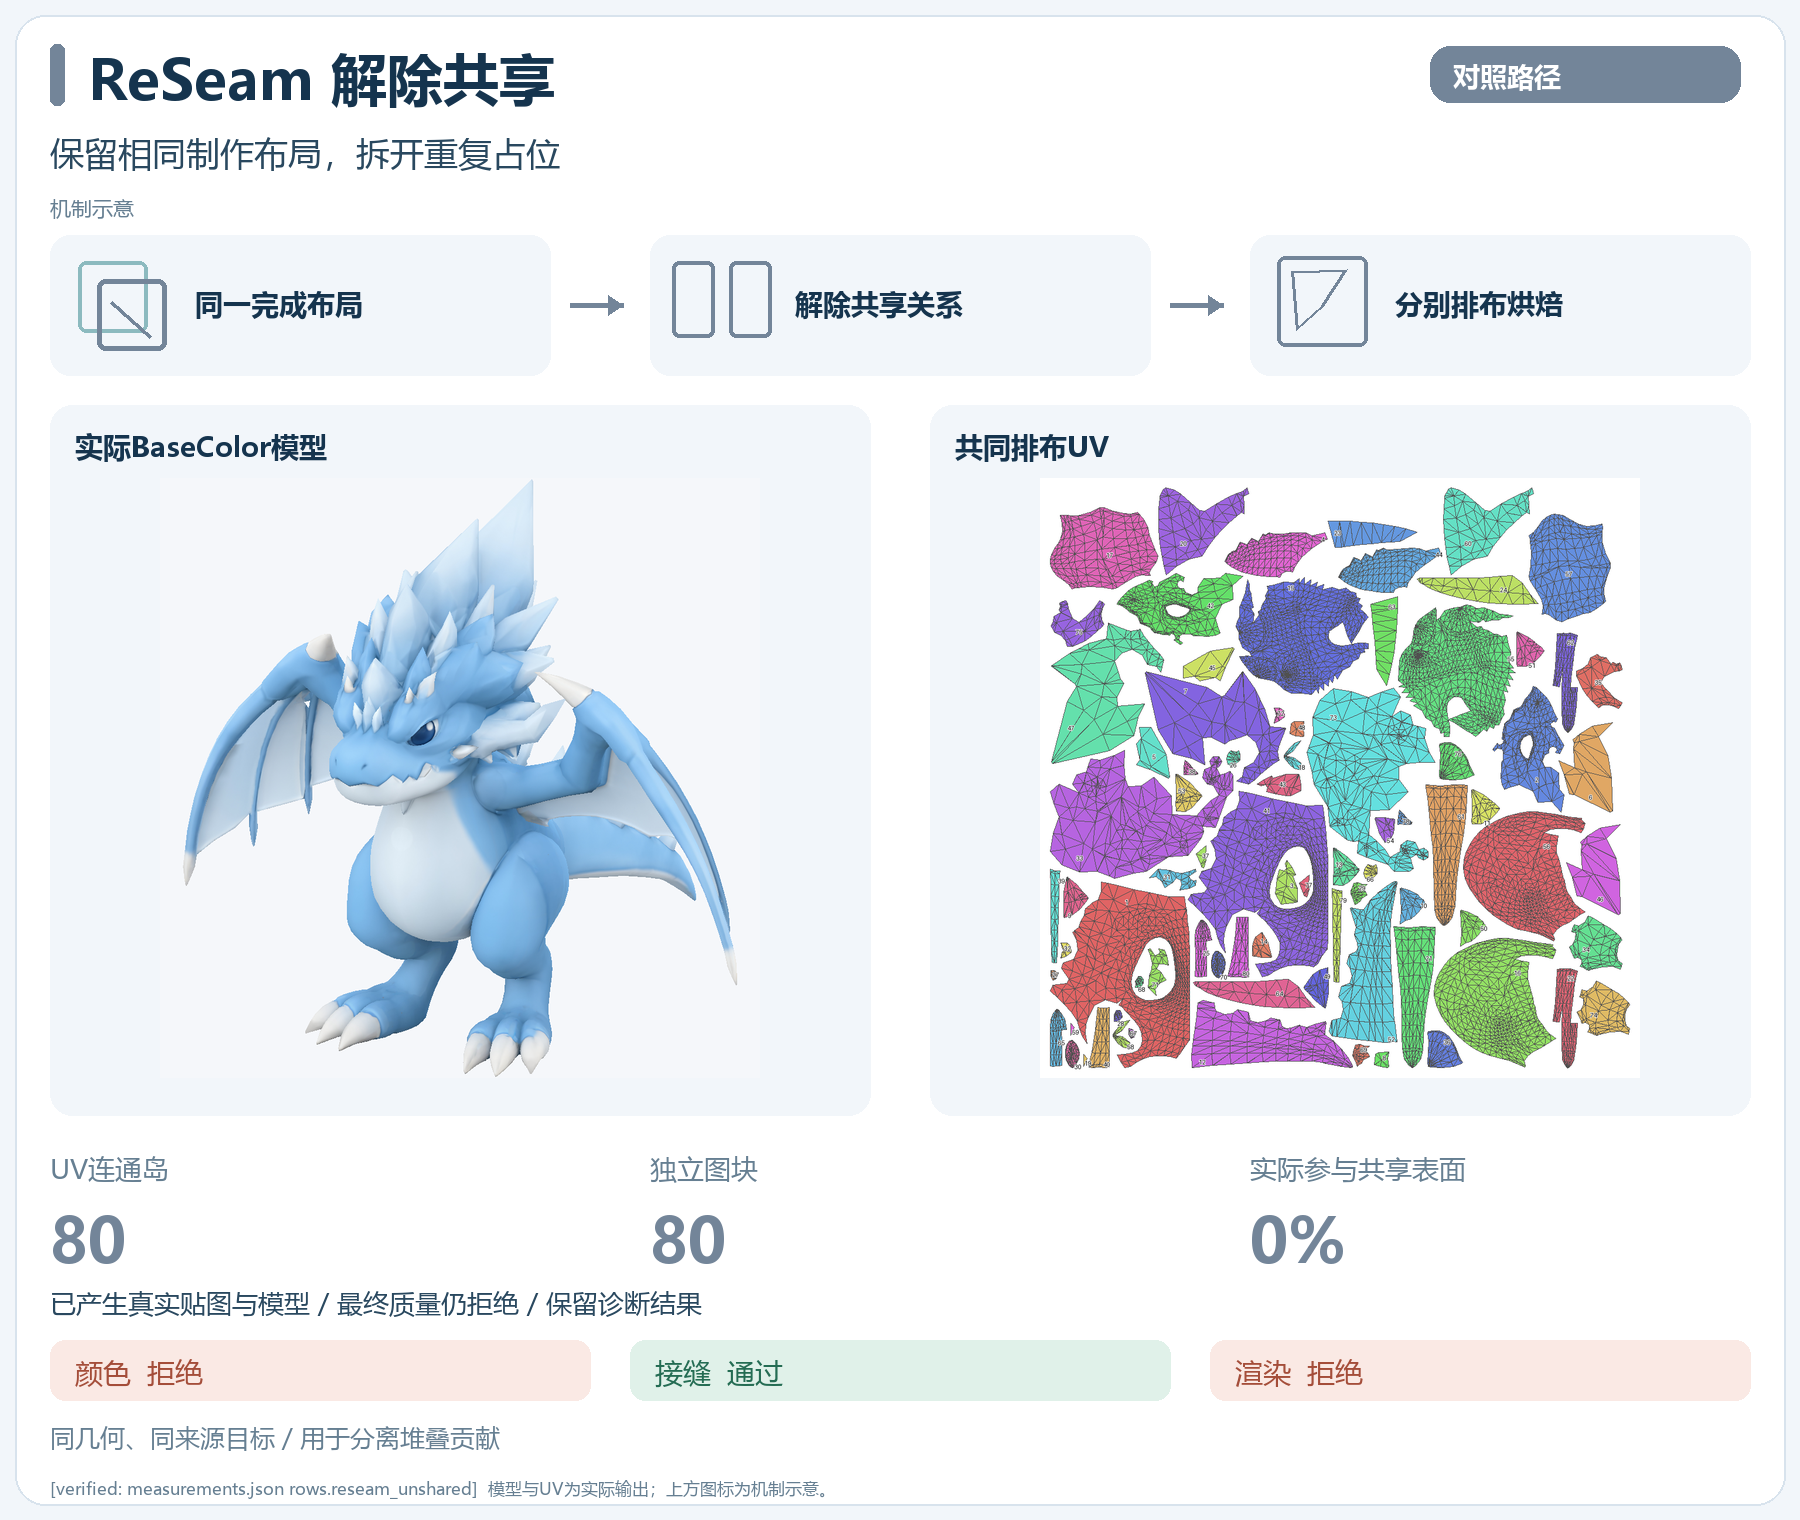 ReSeam 解除共享
对照路径
保留相同制作布局，拆开重复占位
机制示意
同一完成布局
解除共享关系
分别排布烘焙
实际BaseColor模型
共同排布UV
UV连通岛
独立图块
实际参与共享表面
80
80
0%
已产生真实贴图与模型 / 最终质量仍拒绝 / 保留诊断结果
颜色 拒绝
接缝 通过
渲染 拒绝
同几何、同来源目标 / 用于分离堆叠贡献
[verified: measurements.json rows.reseam_unshared] 模型与UV为实际输出；上方图标为机制示意。